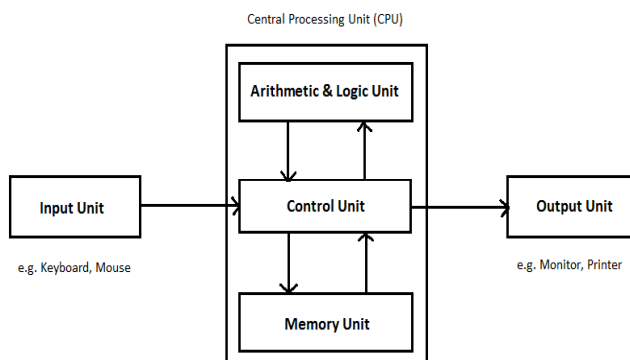 Central Processing Unit (CPU)
Arithmetic & Logic Unit
Input Unit
Control Unit
Output Unit
e.g. Keyboard, Mouse
e.g. Monitor, Printer
Memory Unit